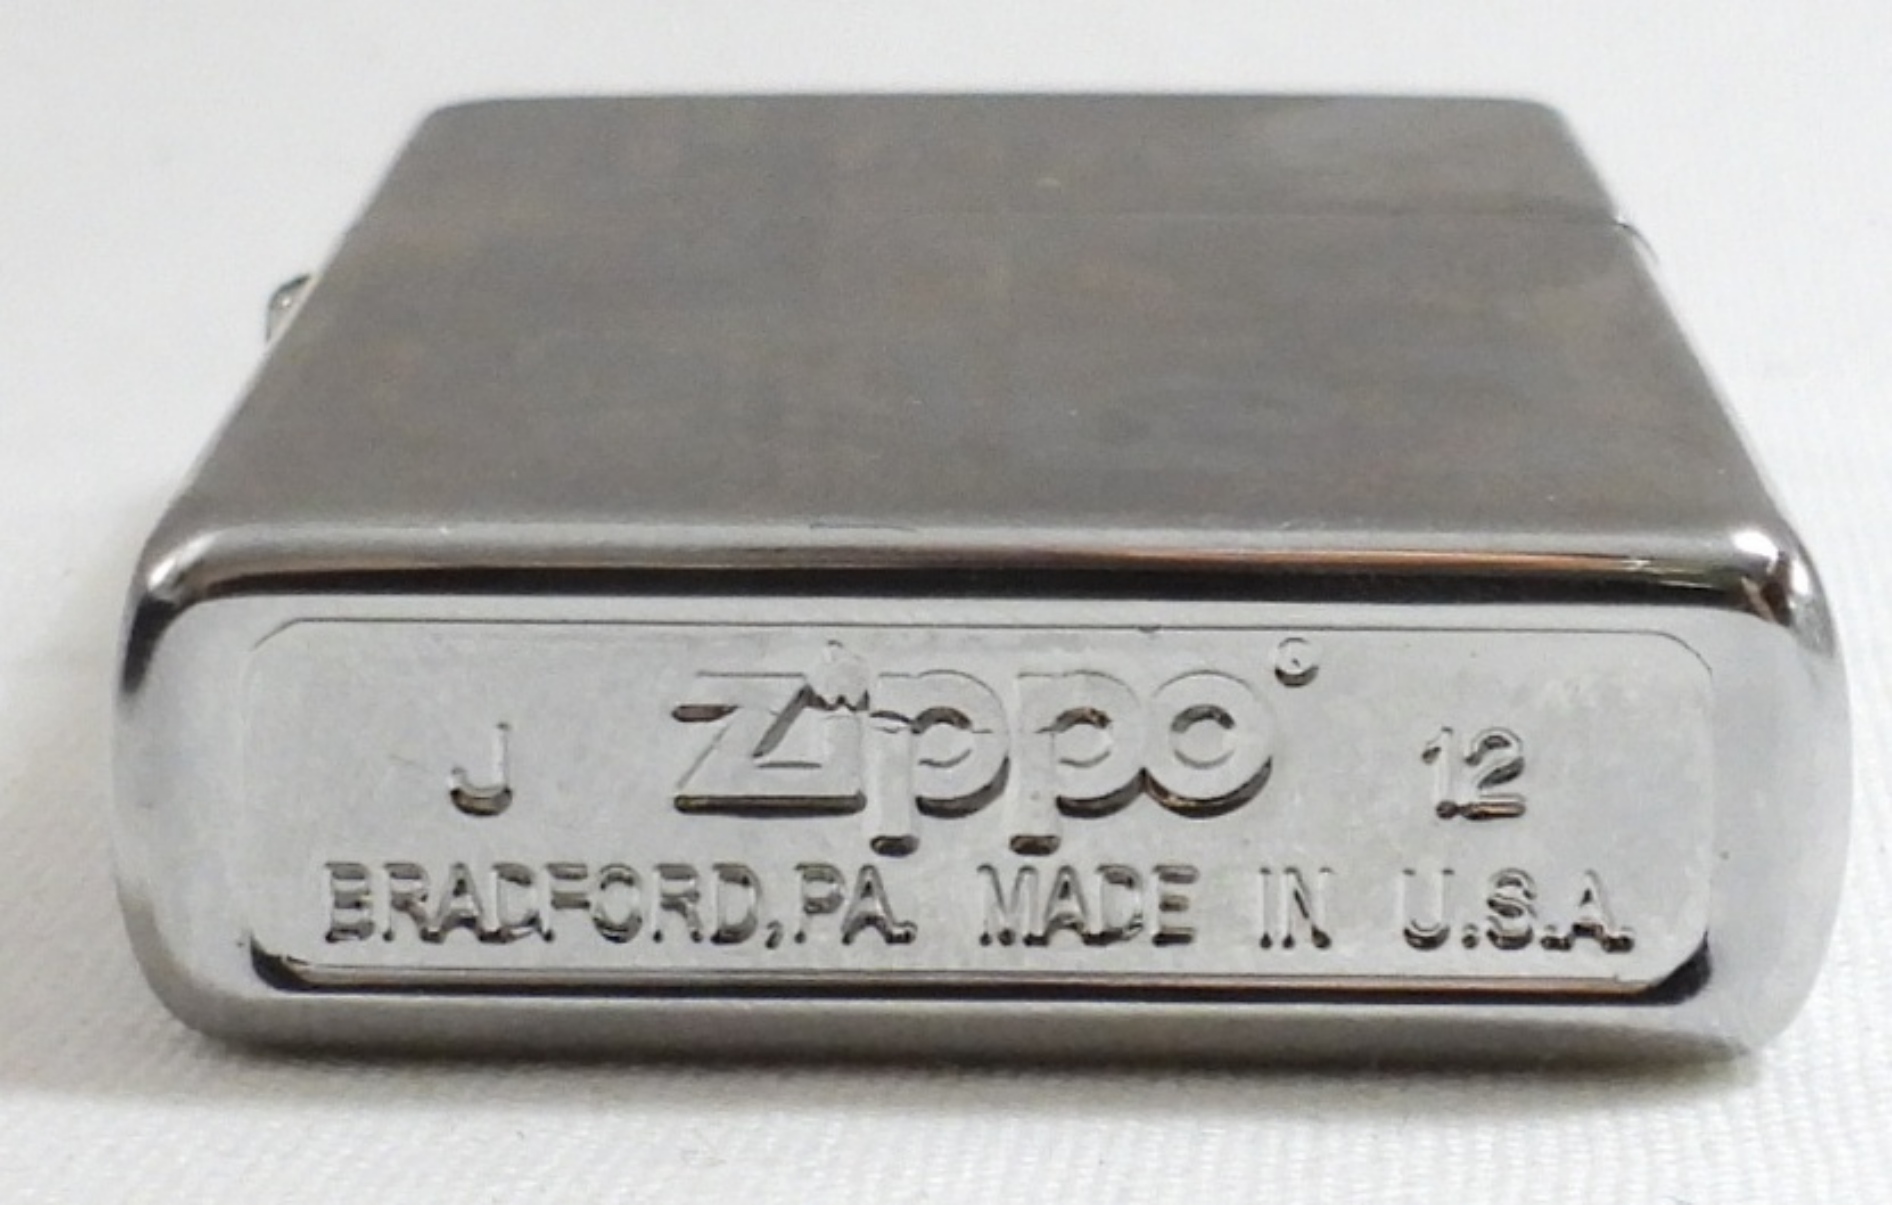 J Zippo® 12
BRADFORD, PA. MADE IN U.S.A.